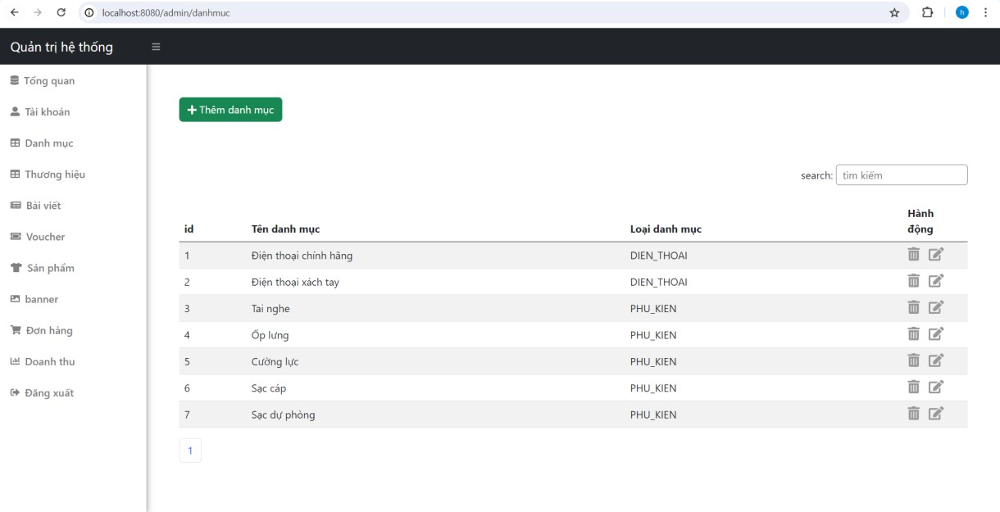 localhost:8080/admin/danhmuc
h
Quản trị hệ thống
Tổng quan
Tài khoản
Danh mục
Thương hiệu
Bài viết
Voucher
Sản phẩm
banner
Đơn hàng
Doanh thu
Đăng xuất
Thêm danh mục
search: tìm kiếm
id Tên danh mục Loại danh mục Hành động
1 Điện thoại chính hãng DIEN_THOAI
2 Điện thoại xách tay DIEN_THOAI
3 Tai nghe PHU_KIEN
4 Ốp lưng PHU_KIEN
5 Cường lực PHU_KIEN
6 Sạc cáp PHU_KIEN
7 Sạc dự phòng PHU_KIEN
1